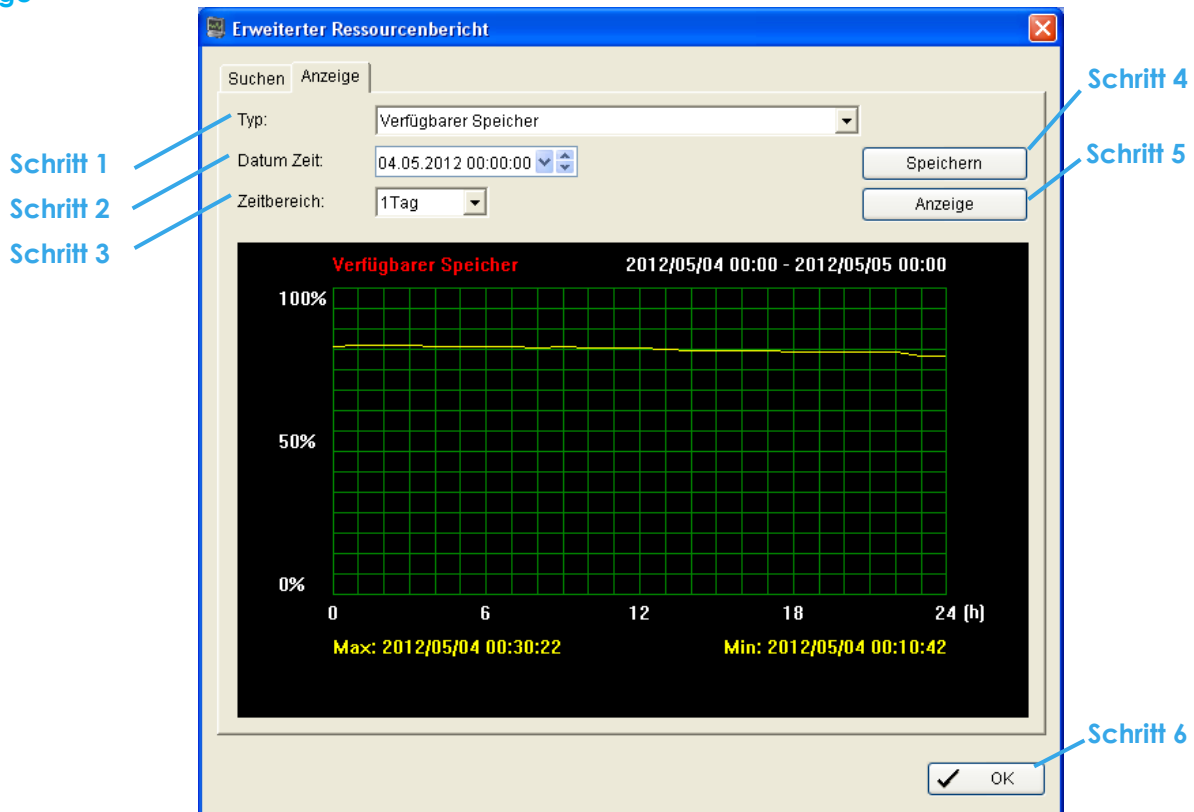 Erweiterter Ressourcenbericht
Suchen Anzeige
Schritt 4
Typ: Verfügbarer Speicher
Schritt 1
Datum Zeit: 04.05.2012 00:00:00
Speichern
Schritt 5
Schritt 2
Zeitbereich: 1Tag
Anzeige
Schritt 3
Verfügbarer Speicher 2012/05/04 00:00 - 2012/05/05 00:00
100%
50%
0%
0 6 12 18 24 (h)
Max: 2012/05/04 00:30:22 Min: 2012/05/04 00:10:42
Schritt 6
OK